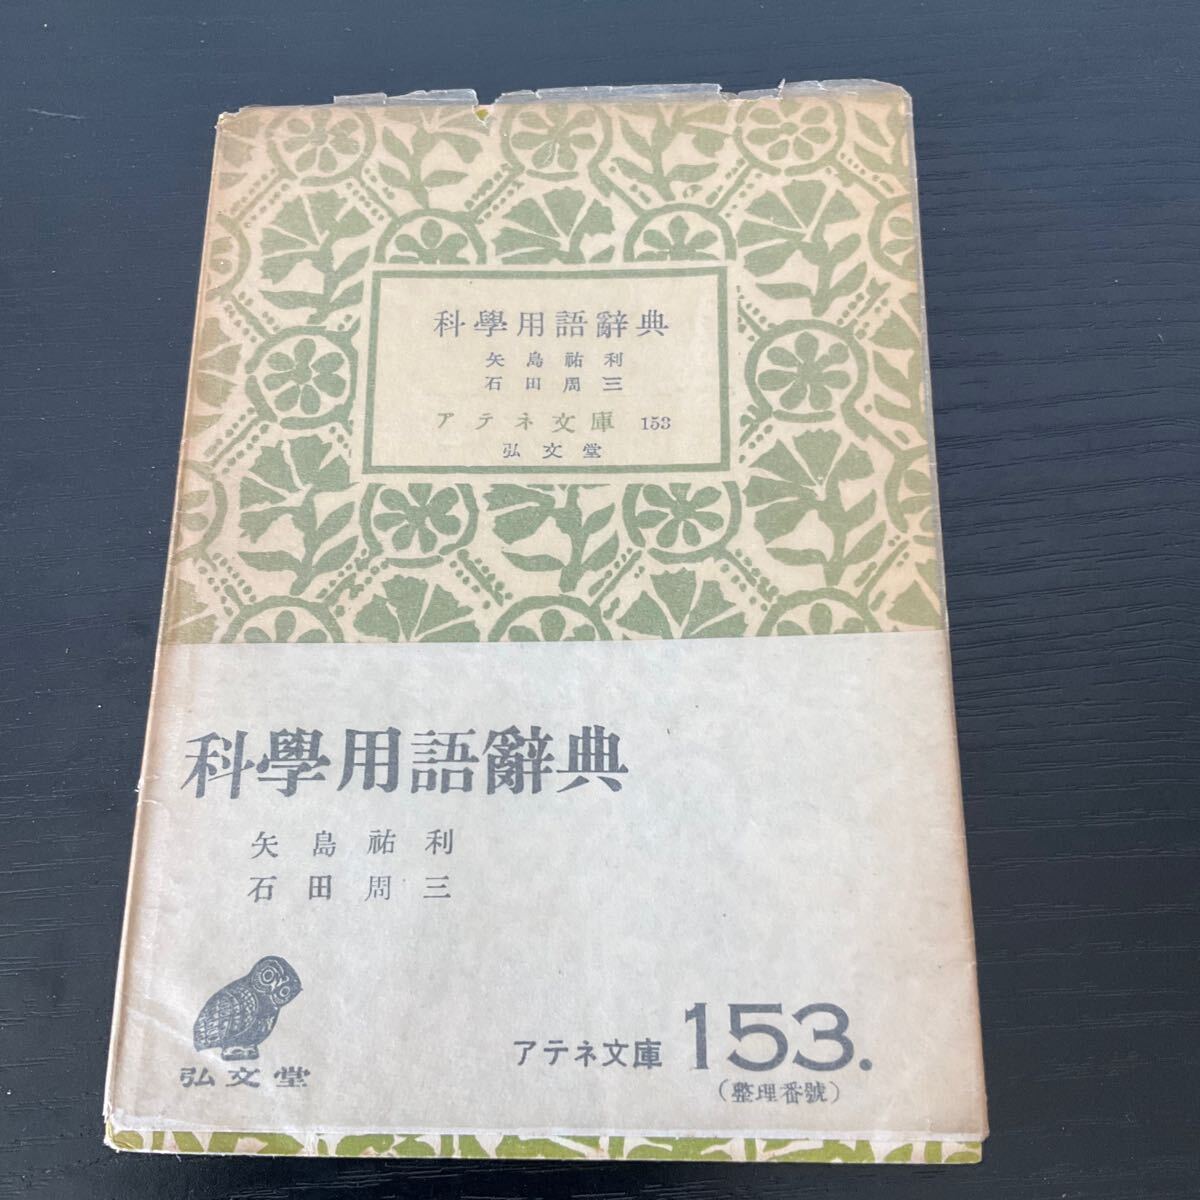 科學用語辭典
矢島祐利
石田周三
アテネ文庫 153
弘文堂
科學用語辭典
矢島祐利
石田周三
弘文堂
アテネ文庫 153.
(整理番號)